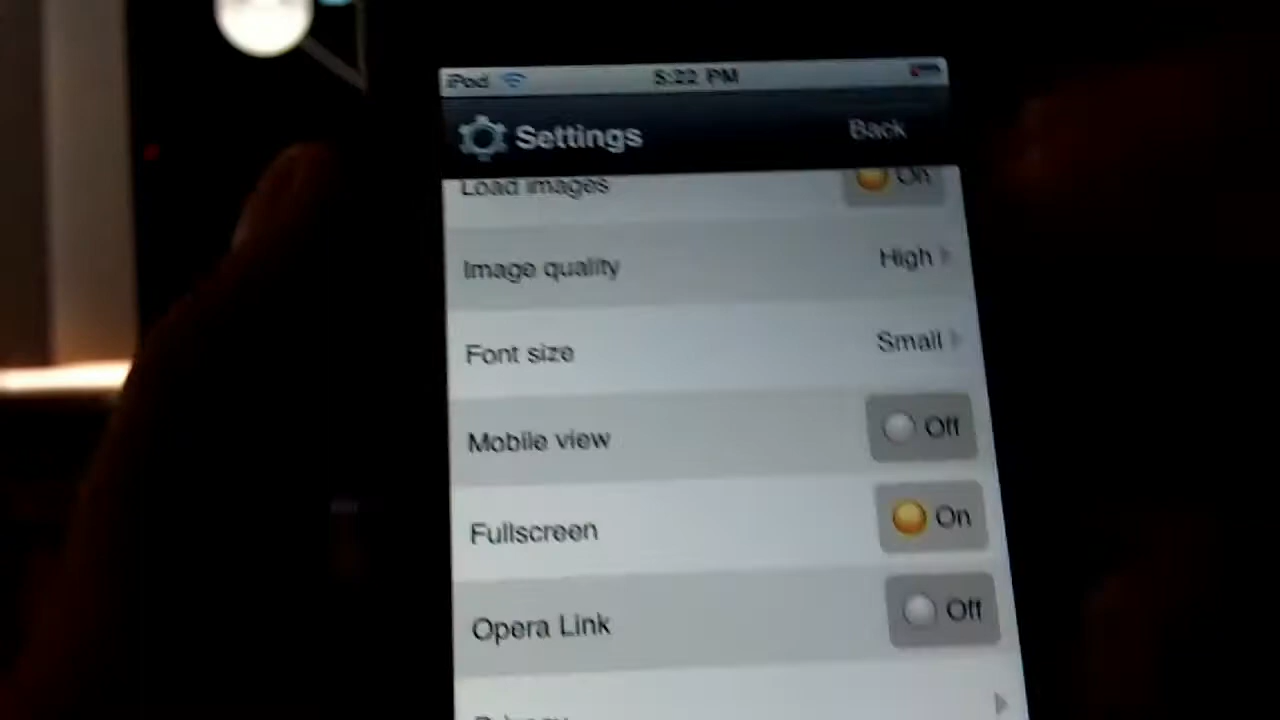 iPod 5:22 PM
Settings Back
Load images On
Image quality High
Font size Small
Mobile view Off
Fullscreen On
Opera Link Off
Privacy